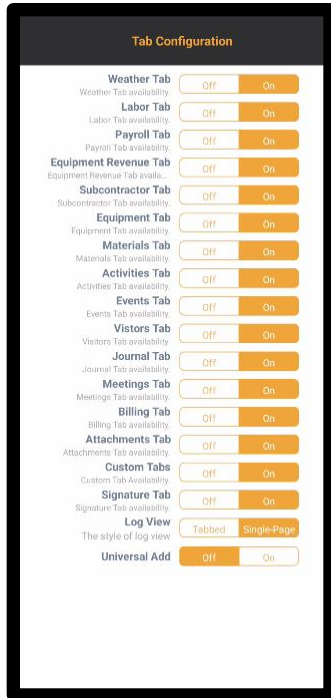 Tab Configuration
Weather Tab
Weather Tab availability.
Off On
Labor Tab
Labor Tab availability.
Off On
Payroll Tab
Payroll Tab availability.
Off On
Equipment Revenue Tab
Equipment Revenue Tab availa...
Off On
Subcontractor Tab
Subcontractor Tab availability.
Off On
Equipment Tab
Equipment Tab availability.
Off On
Materials Tab
Materials Tab availability.
Off On
Activities Tab
Activities Tab availability.
Off On
Events Tab
Events Tab availability.
Off On
Vistors Tab
Visitors Tab availability.
Off On
Journal Tab
Journal Tab availability.
Off On
Meetings Tab
Meetings Tab availability.
Off On
Billing Tab
Billing Tab availability.
Off On
Attachments Tab
Attachments Tab availability.
Off On
Custom Tabs
Custom Tab Availability.
Off On
Signature Tab
Signature Tab availability.
Off On
Log View
The style of log view
Tabbed Single-Page
Universal Add
Off On